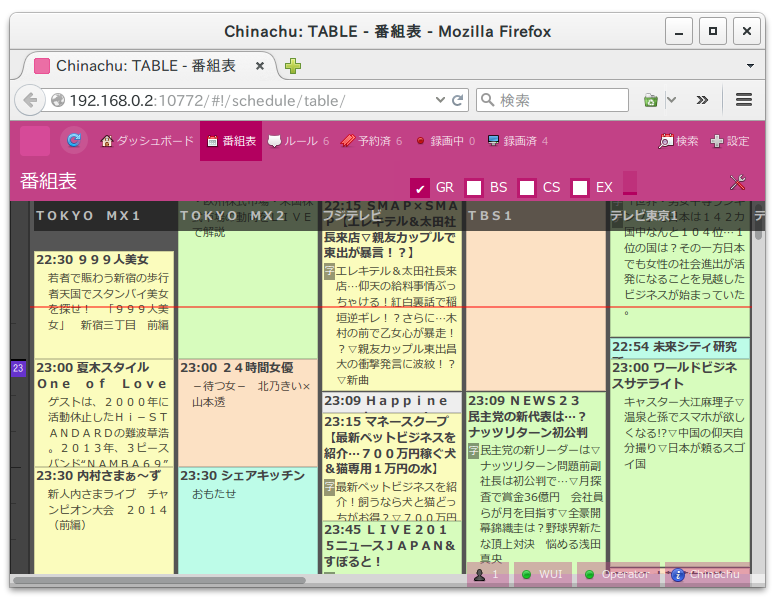 Chinachu: TABLE - 番組表 - Mozilla Firefox
Chinachu: TABLE - 番組表
192.168.0.2:10772/#!/schedule/table/
検索
ダッシュボード 番組表 ルール 6 予約済 6 録画中 0 録画済 4 検索 設定
番組表
GR BS CS EX
TOKYO MX1
TOKYO MX2
フジテレビ
TBS1
テレビ東京1
テ
23
22:30 ９９９人美女
若者で賑わう新宿の歩行
者天国でスタンバイ美女
を探せ！ 「９９９人美
女」 新宿三丁目 前編
23:00 夏木スタイル
Ｏｎｅ ｏｆ Ｌｏｖｅ
ゲストは、２０００年に
活動休止したＨｉ－ＳＴ
ＡＮＤＡＲＤの難波章浩
。２０１３年、３ピース
バンド“ＮＡＭＢＡ６９”
23:30 内村さまぁ～ず
新人内さまライブ チャ
ンピオン大会 ２０１４
（前編）
で解説
23:00 ２４時間女優
－待つ女－ 北乃きい×
山本透
23:30 シェアキッチン
おもたせ
22:15 ＳＭＡＰ×ＳＭＡ
Ｐ【エレキテル＆太田社
長来店▽親友カップルで
東出が暴言！？】
字エレキテル＆太田社長来
店…仰天の給料事情ぶっ
ちゃける！紅白裏話で稲
垣逆ギレ！？さらに…木
村の前で乙女心が暴走！
？▽親友カップル東出昌
大の衝撃発言に波紋！？
▽新曲
23:09 Ｈａｐｐｉｎｅ
23:15 マネースクープ
【最新ペットビジネスを
紹介…７００万円稼ぐ犬
＆猫専用１万円の水】
字最新ペットビジネスを紹
介！飼うなら犬と猫どっ
ちがお得？▽７００万円
23:45 ＬＩＶＥ２０１
５ニュースＪＡＰＡＮ＆
すぽると！
23:09 ＮＥＷＳ２３
民主党の新代表は…？
ナッツリターン初公判
字民主党の新リーダーは▽
ナッツリターン問題前副
社長は初公判で…▽月探
査で賞金36億円 会社員
らが月を目指す▽全豪開
幕錦織圭は？野球界新た
な頂上対決 悩める浅田
真央
本は１４２カ
国中なんと１０４位…１
位の国は？その一方日本
でも女性の社会進出が活
発になることを見越した
ビジネスが始まっていた
。
22:54 未来シティ研究
23:00 ワールドビジネ
スサテライト
キャスター大江麻理子▽
温泉と孫でスマホが欲し
くなる!?▽中国の仰天自
分撮り▽日本が頼るスゴ
イ国
1 WUI Operator Chinachu